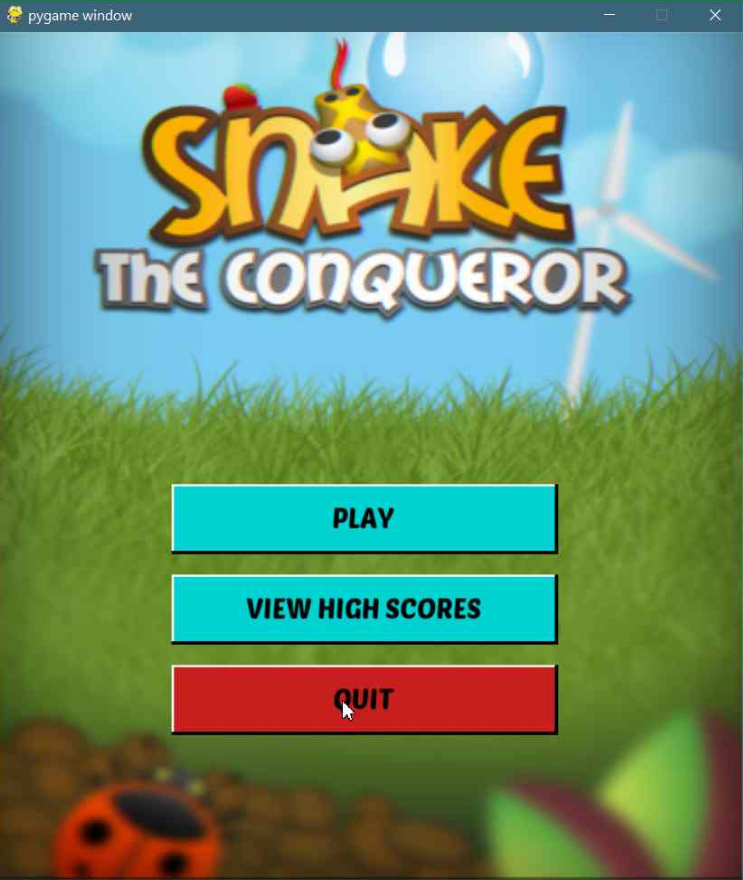 pygame window
SNAKE
THE CONQUEROR
PLAY
VIEW HIGH SCORES
QUIT